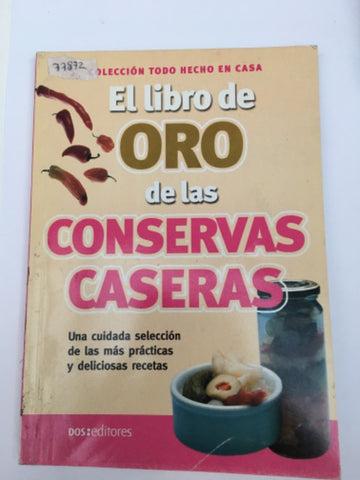 77872
COLECCIÓN TODO HECHO EN CASA
El libro de
ORO
de las
CONSERVAS
CASERAS
Una cuidada selección
de las más prácticas
y deliciosas recetas
DOS:editores